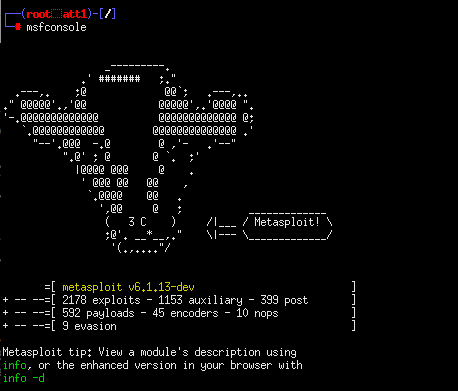 ┌──(root㉿att1)-[/]
└─# msfconsole
_---------.
.' #######   ;."
.---,.    ;@             @@`;   .---,..
." @@@@@'.,'@@            @@@@@',.'@@@@ ".
'-.@@@@@@@@@@@@@          @@@@@@@@@@@@@ @;
`.@@@@@@@@@@@@        @@@@@@@@@@@@@@ .'
"--'.@@@  -.@        @ ,'-   .'--"
".@' ; @       @ `.  ;'
|@@@@ @@@     @    .
' @@@ @@   @@    ,
`.@@@@    @@   .
',@@     @   ;           _____________
(   3 C    )     /|___ / Metasploit! \
;@'. __*__,."    \|--- \_____________/
'(.,...."/
=[ metasploit v6.1.13-dev                          ]
+ -- --=[ 2178 exploits - 1153 auxiliary - 399 post       ]
+ -- --=[ 592 payloads - 45 encoders - 10 nops            ]
+ -- --=[ 9 evasion                                       ]
Metasploit tip: View a module's description using
info, or the enhanced version in your browser with
info -d